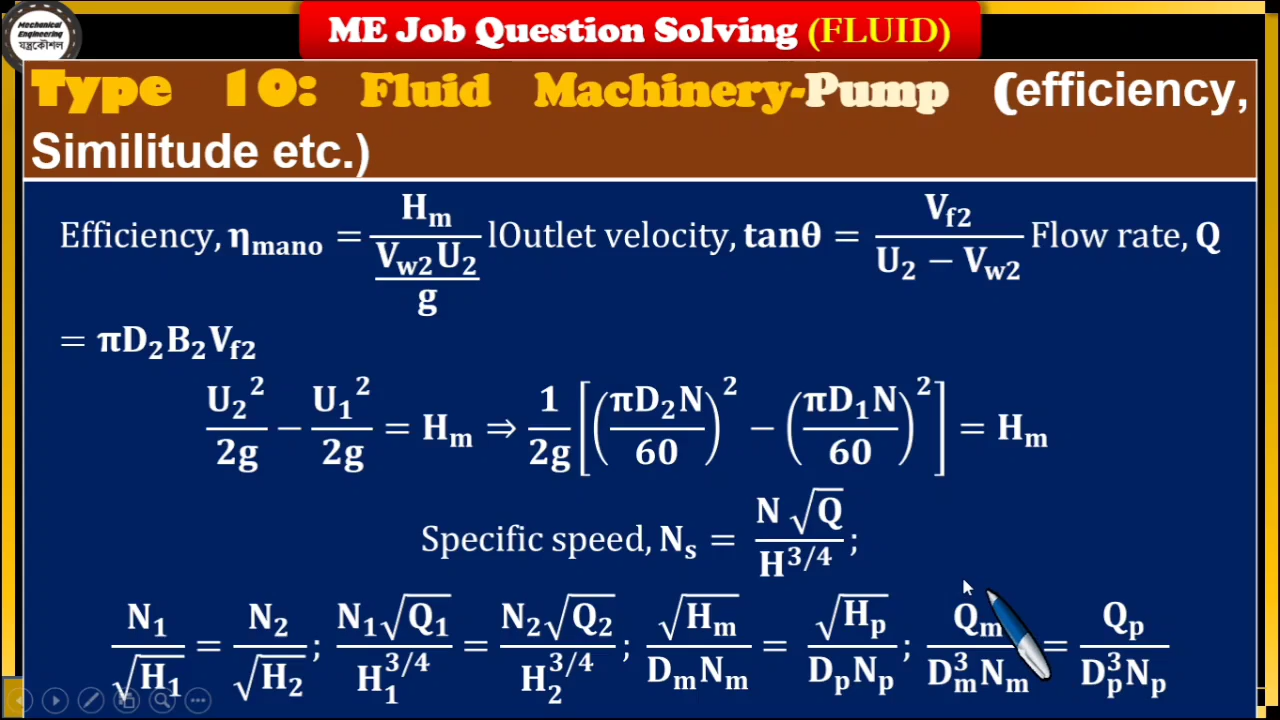 Mechanical
Engineering
যন্ত্রকৌশল
ME Job Question Solving (FLUID)
Type 10: Fluid Machinery-Pump (efficiency,
Similitude etc.)
Efficiency, η_mano = H_m / (V_w2 U_2 / g) lOutlet velocity, tanθ = V_f2 / (U_2 − V_w2) Flow rate, Q
= πD_2B_2V_f2
U_2^2/2g − U_1^2/2g = H_m ⇒ 1/2g [(πD_2N/60)^2 − (πD_1N/60)^2] = H_m
Specific speed, N_s = N √Q / H^3/4;
N_1/√H_1 = N_2/√H_2; N_1√Q_1/H_1^3/4 = N_2√Q_2/H_2^3/4; √H_m/D_mN_m = √H_p/D_pN_p; Q_m/D_m^3N_m = Q_p/D_p^3N_p